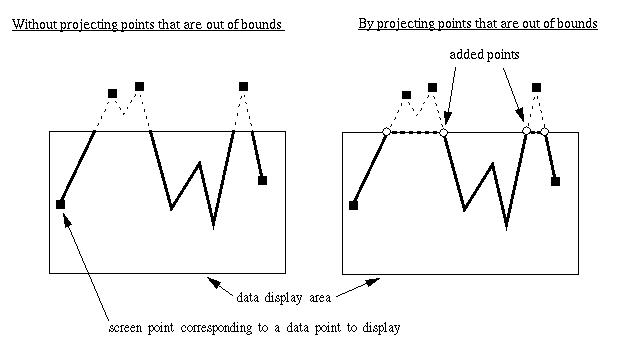 Without projecting points that are out of bounds
By projecting points that are out of bounds
added points
data display area
screen point corresponding to a data point to display